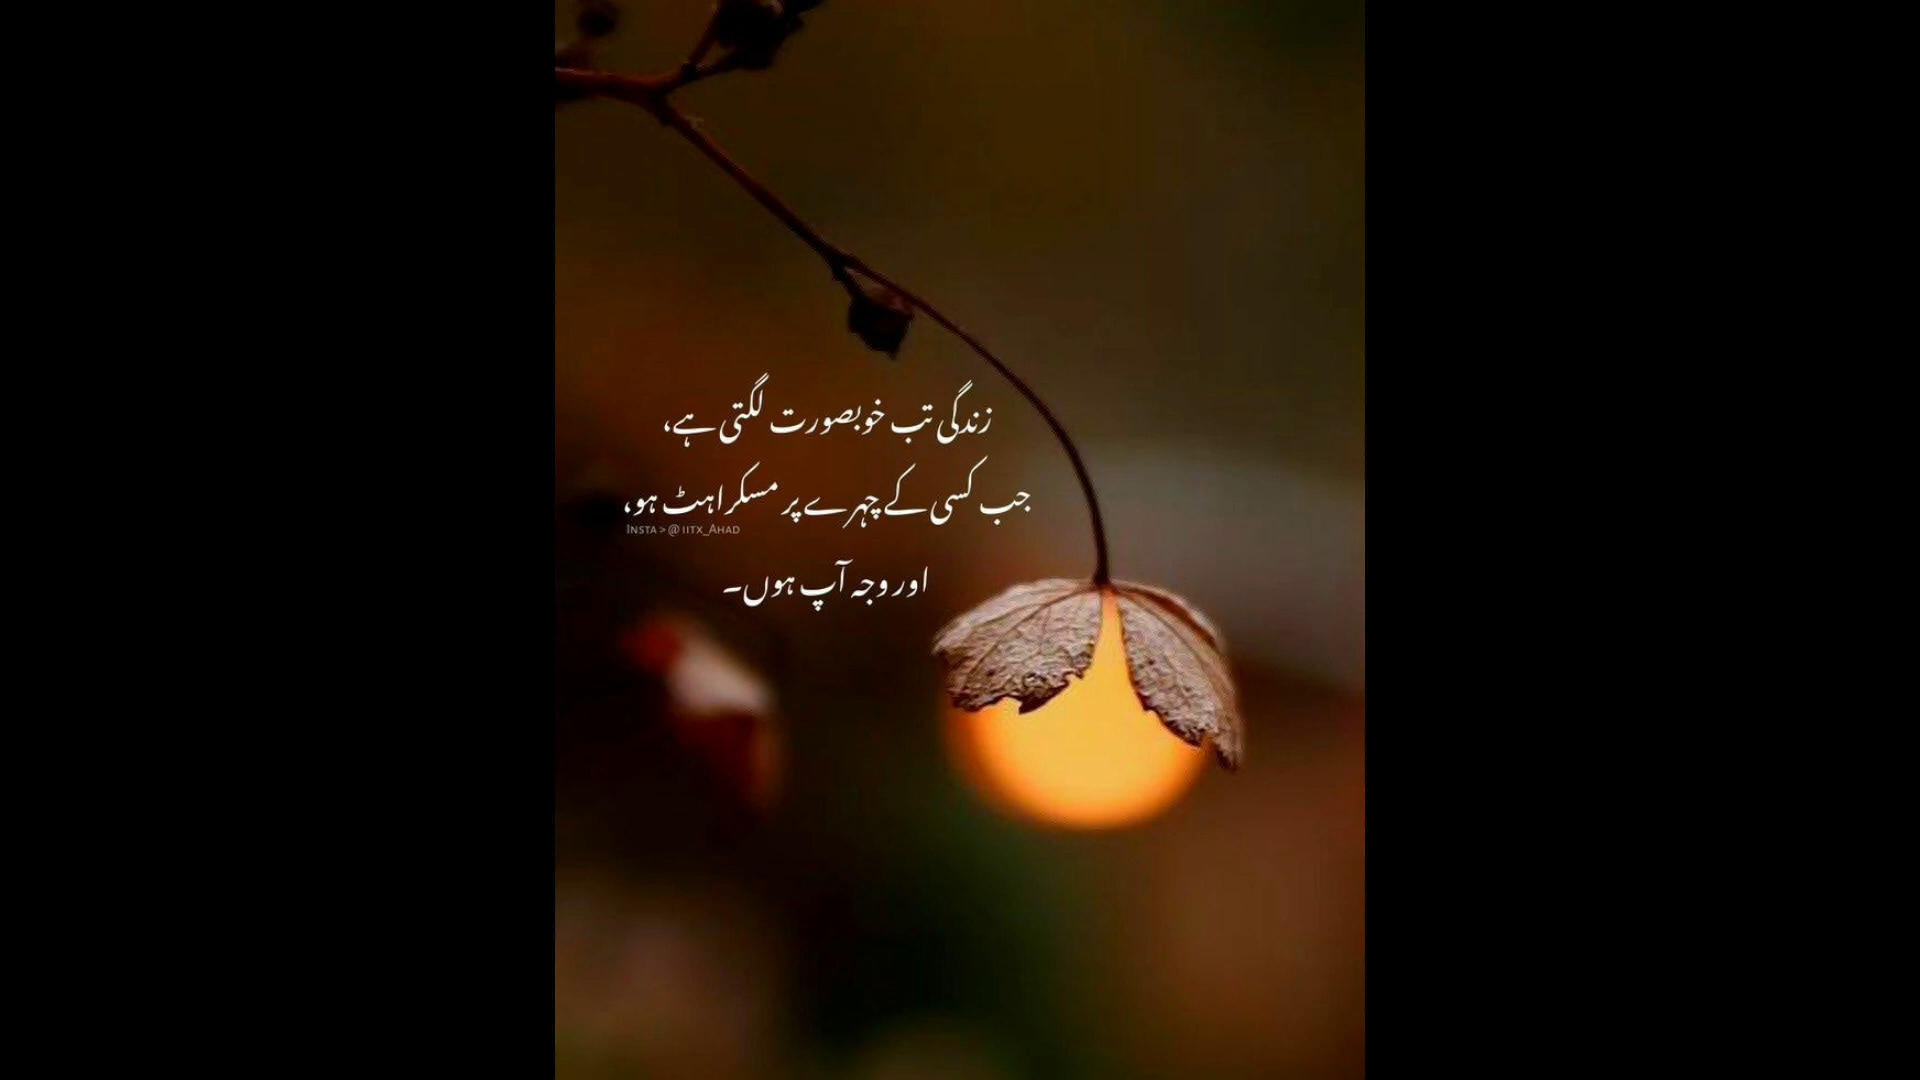 زندگی تب خوبصورت لگتی ہے،
جب کسی کے چہرے پر مسکراہٹ ہو،
Insta > @iitx_Ahad
اور وجہ آپ ہوں۔